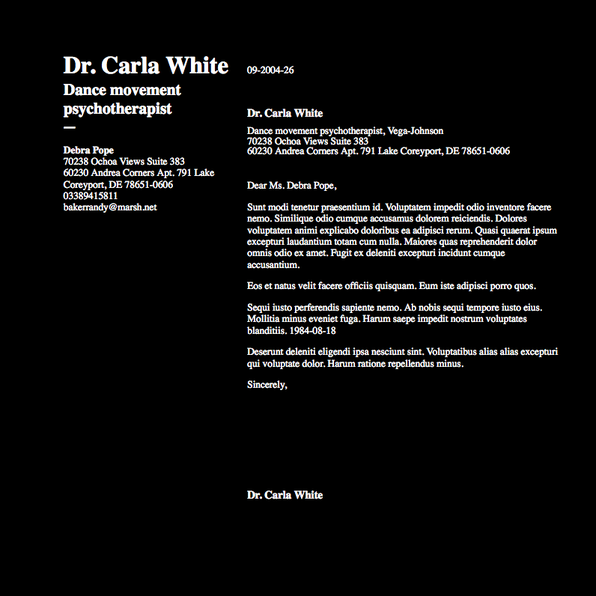 Dr. Carla White
Dance movement
psychotherapist
—
Debra Pope
70238 Ochoa Views Suite 383
60230 Andrea Corners Apt. 791 Lake
Coreyport, DE 78651-0606
03389415811
bakerrandy@marsh.net
09-2004-26
Dr. Carla White
Dance movement psychotherapist, Vega-Johnson
70238 Ochoa Views Suite 383
60230 Andrea Corners Apt. 791 Lake Coreyport, DE 78651-0606
Dear Ms. Debra Pope,
Sunt modi tenetur praesentium id. Voluptatem impedit odio inventore facere
nemo. Similique odio cumque accusamus dolorem reiciendis. Dolores
voluptatem animi explicabo doloribus ea adipisci rerum. Quasi quaerat ipsum
excepturi laudantium totam cum nulla. Maiores quas reprehenderit dolor
omnis odio ex amet. Fugit ex deleniti excepturi incidunt cumque
accusantium.
Eos et natus velit facere officiis quisquam. Eum iste adipisci porro quos.
Sequi iusto perferendis sapiente nemo. Ab nobis sequi tempore iusto eius.
Mollitia minus eveniet fuga. Harum saepe impedit nostrum voluptates
blanditiis. 1984-08-18
Deserunt deleniti eligendi ipsa nesciunt sint. Voluptatibus alias alias excepturi
qui voluptate dolor. Harum ratione repellendus minus.
Sincerely,
Dr. Carla White